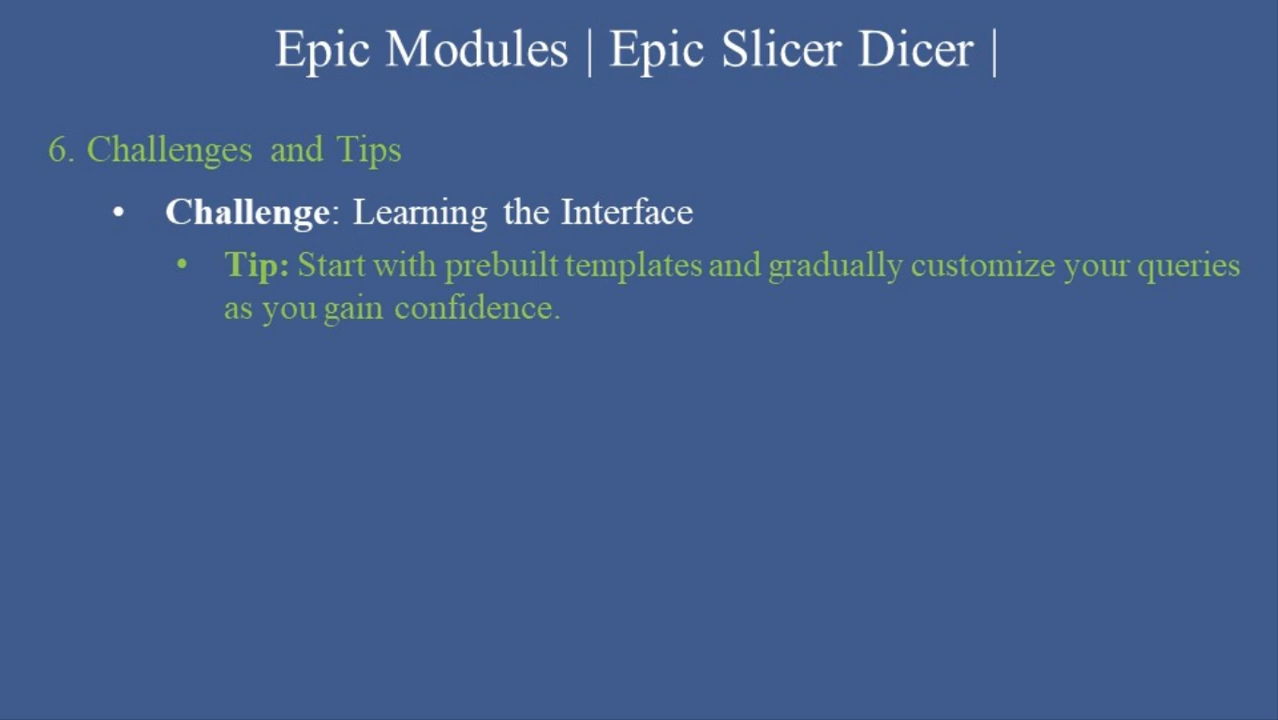 Epic Modules | Epic Slicer Dicer |
6. Challenges and Tips
• Challenge: Learning the Interface
• Tip: Start with prebuilt templates and gradually customize your queries
as you gain confidence.